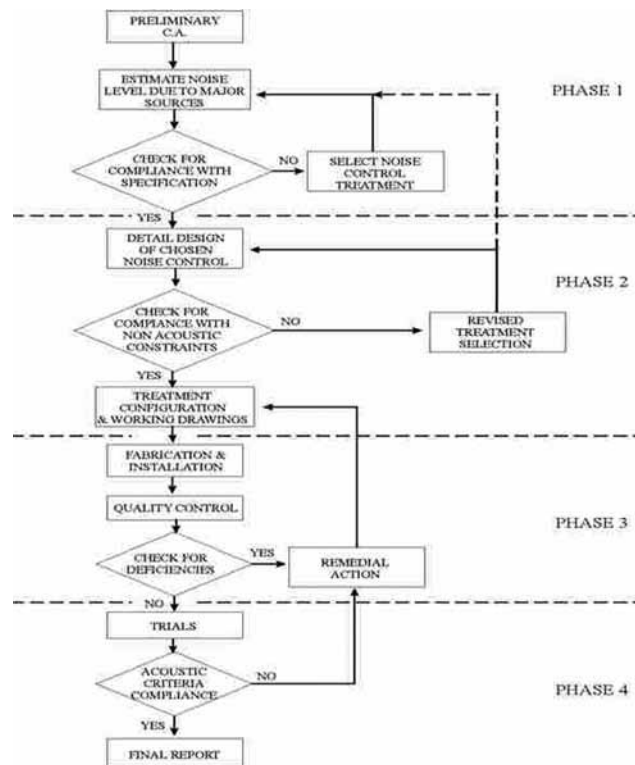 PRELIMINARY
C.A.
ESTIMATE NOISE
LEVEL DUE TO MAJOR
SOURCES
PHASE 1
CHECK FOR
COMPLIANCE WITH
SPECIFICATION
NO
SELECT NOISE
CONTROL
TREATMENT
YES
DETAIL DESIGN
OF CHOSEN
NOISE CONTROL
PHASE 2
CHECK FOR
COMPLIANCE WITH
NON ACOUSTIC
CONSTRAINTS
NO
REVISED
TREATMENT
SELECTION
YES
TREATMENT
CONFIGURATION
& WORKING DRAWINGS
FABRICATION &
INSTALLATION
QUALITY CONTROL
PHASE 3
CHECK FOR
DEFICIENCIES
YES
REMEDIAL
ACTION
NO
TRIALS
ACOUSTIC
CRITERIA
COMPLIANCE
NO
PHASE 4
YES
FINAL REPORT